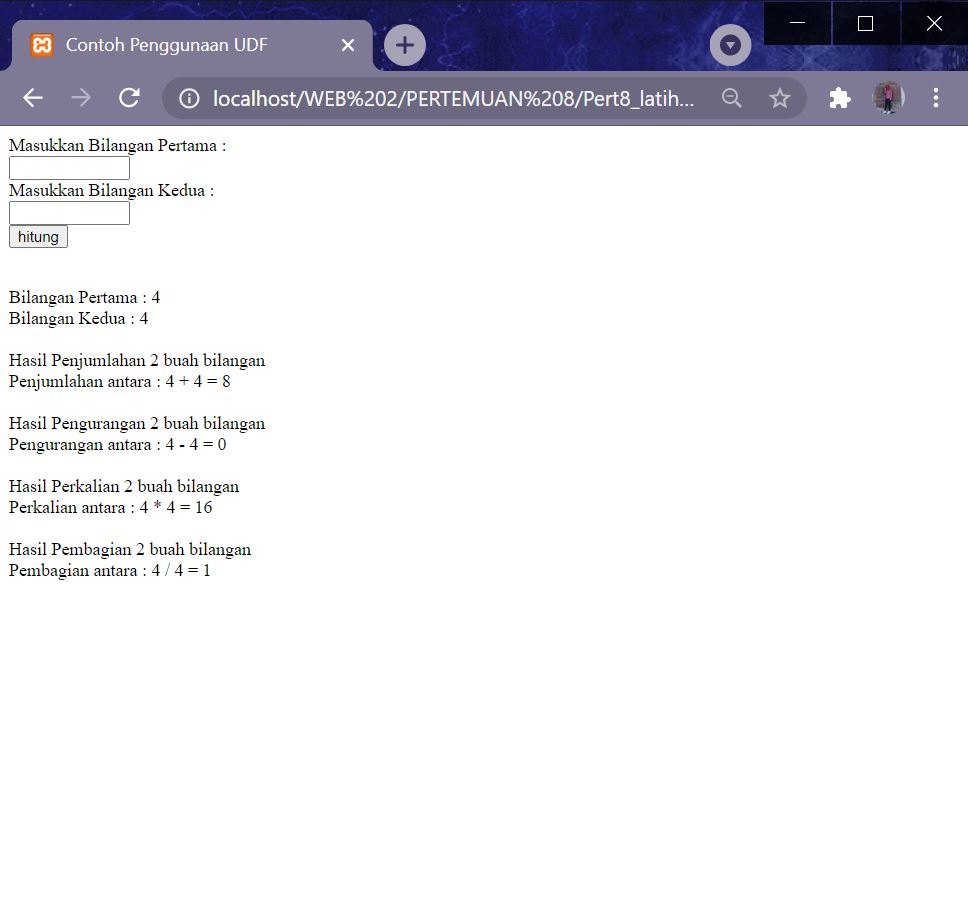 Contoh Penggunaan UDF
localhost/WEB%202/PERTEMUAN%208/Pert8_latih...
Masukkan Bilangan Pertama :
Masukkan Bilangan Kedua :
hitung
Bilangan Pertama : 4
Bilangan Kedua : 4
Hasil Penjumlahan 2 buah bilangan
Penjumlahan antara : 4 + 4 = 8
Hasil Pengurangan 2 buah bilangan
Pengurangan antara : 4 - 4 = 0
Hasil Perkalian 2 buah bilangan
Perkalian antara : 4 * 4 = 16
Hasil Pembagian 2 buah bilangan
Pembagian antara : 4 / 4 = 1